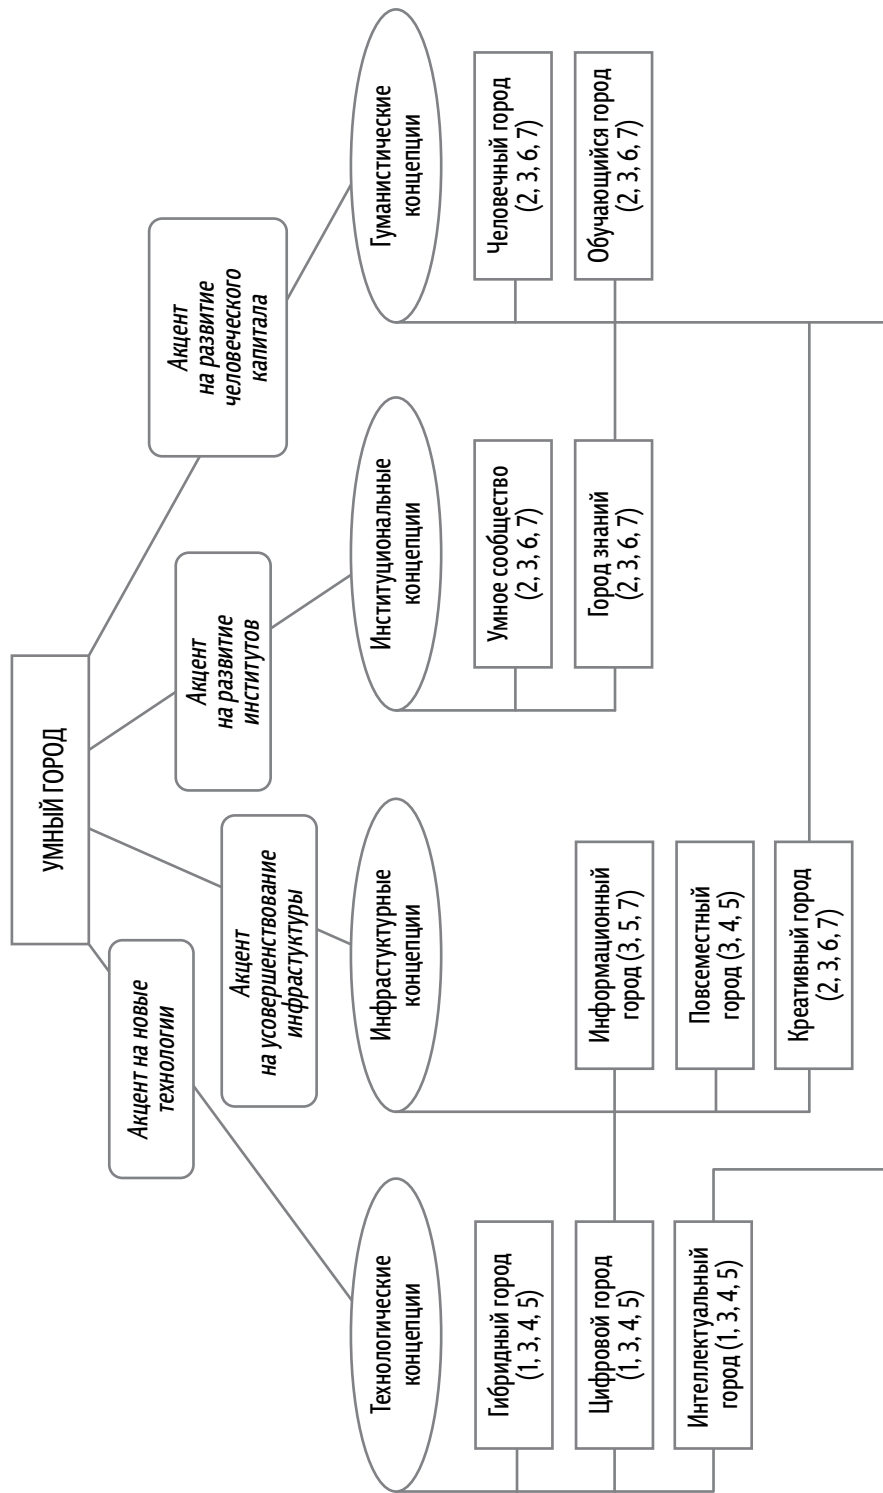 УМНЫЙ ГОРОД
Акцент на новые
технологии
Акцент
на усовершенствование
инфрастуктуры
Акцент
на развитие
институтов
Акцент
на развитие
человеческого
капитала
Технологические
концепции
Инфрастуктурные
концепции
Институциональные
концепции
Гуманистические
концепции
Гибридный город
(1, 3, 4, 5)
Цифровой город
(1, 3, 4, 5)
Интеллектуальный
город (1, 3, 4, 5)
Информационный
город (3, 5, 7)
Повсеместный
город (3, 4, 5)
Креативный город
(2, 3, 6, 7)
Умное сообщество
(2, 3, 6, 7)
Город знаний
(2, 3, 6, 7)
Человечный город
(2, 3, 6, 7)
Обучающийся город
(2, 3, 6, 7)